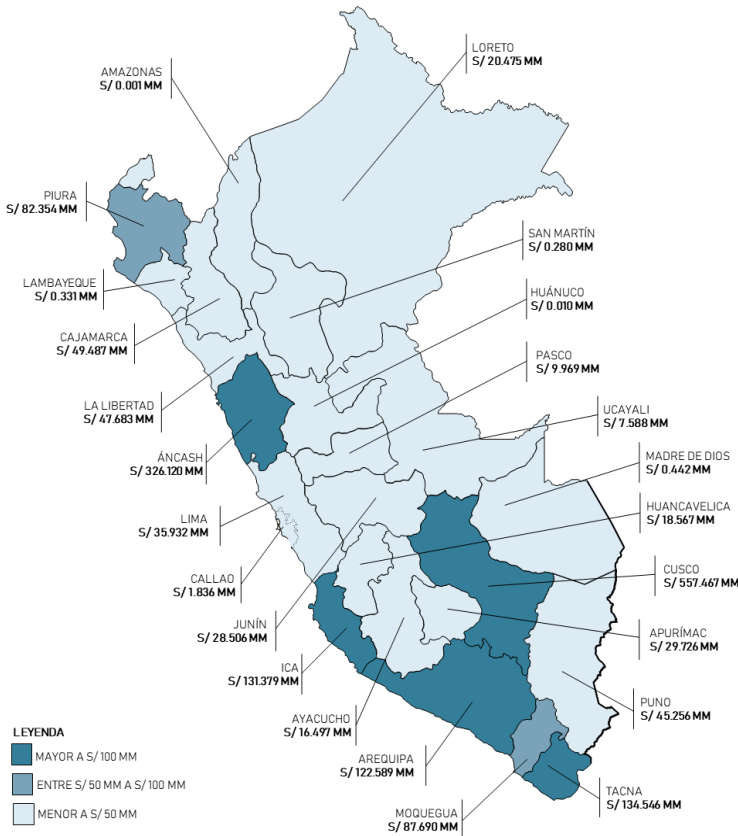 LORETO
S/ 20.475 MM
AMAZONAS
S/ 0.001 MM
PIURA
S/ 82.354 MM
SAN MARTÍN
S/ 0.280 MM
LAMBAYEQUE
S/ 0.331 MM
HUÁNUCO
S/ 0.010 MM
CAJAMARCA
S/ 49.487 MM
PASCO
S/ 9.969 MM
LA LIBERTAD
S/ 47.683 MM
UCAYALI
S/ 7.588 MM
ÁNCASH
S/ 326.120 MM
MADRE DE DIOS
S/ 0.442 MM
LIMA
S/ 35.932 MM
HUANCAVELICA
S/ 18.567 MM
CALLAO
S/ 1.836 MM
CUSCO
S/ 557.467 MM
JUNÍN
S/ 28.506 MM
APURÍMAC
S/ 29.726 MM
ICA
S/ 131.379 MM
PUNO
S/ 45.256 MM
AYACUCHO
S/ 16.497 MM
AREQUIPA
S/ 122.589 MM
TACNA
S/ 134.546 MM
MOQUEGUA
S/ 87.690 MM
LEYENDA
MAYOR A S/ 100 MM
ENTRE S/ 50 MM A S/ 100 MM
MENOR A S/ 50 MM